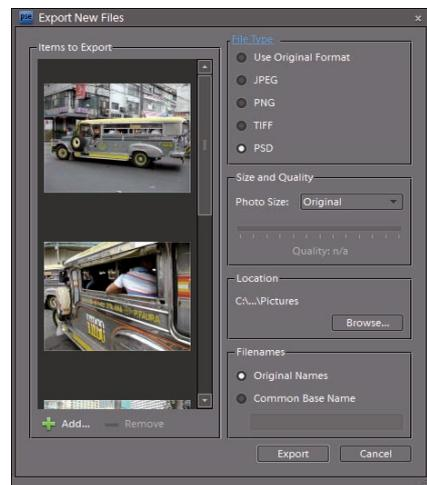 pse Export New Files
Items to Export
Add...
Remove
File Type
Use Original Format
JPEG
PNG
TIFF
PSD
Size and Quality
Photo Size: Original
Quality: n/a
Location
C:\...\Pictures
Browse...
Filenames
Original Names
Common Base Name
Export
Cancel